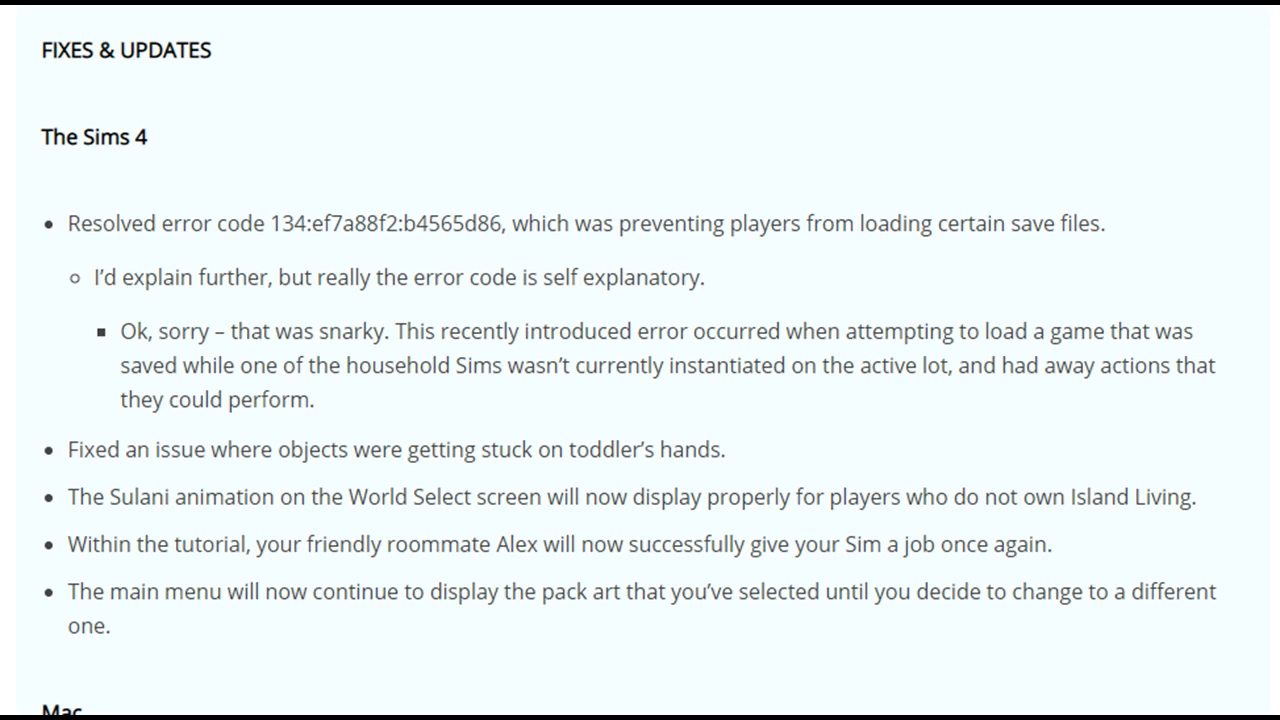 FIXES & UPDATES
The Sims 4
• Resolved error code 134:ef7a88f2:b4565d86, which was preventing players from loading certain save files.
○ I’d explain further, but really the error code is self explanatory.
▪ Ok, sorry – that was snarky. This recently introduced error occurred when attempting to load a game that was
saved while one of the household Sims wasn’t currently instantiated on the active lot, and had away actions that
they could perform.
• Fixed an issue where objects were getting stuck on toddler’s hands.
• The Sulani animation on the World Select screen will now display properly for players who do not own Island Living.
• Within the tutorial, your friendly roommate Alex will now successfully give your Sim a job once again.
• The main menu will now continue to display the pack art that you’ve selected until you decide to change to a different
one.
Mac